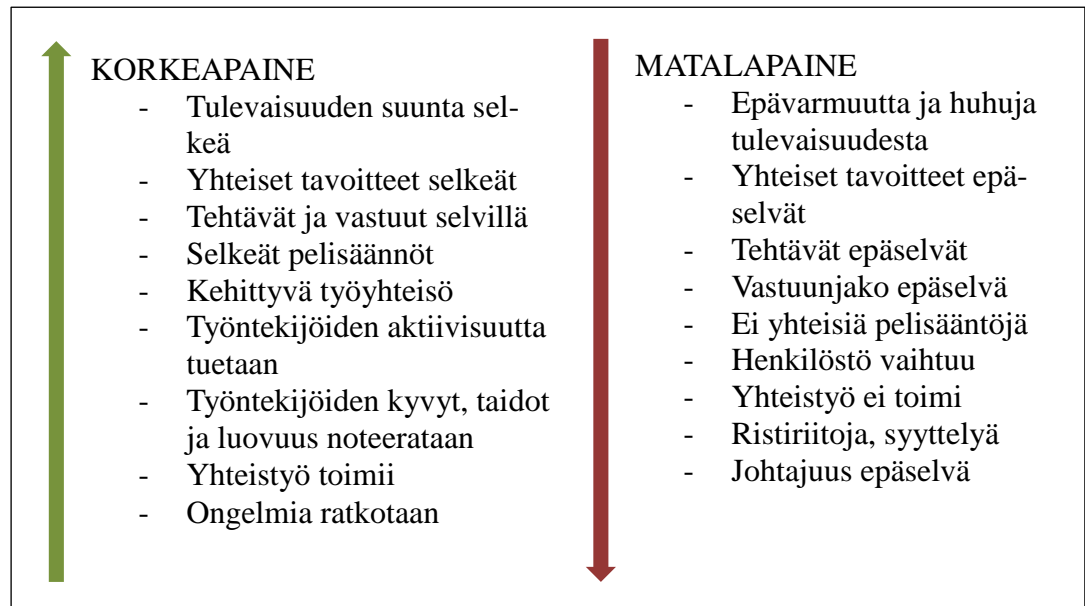 KORKEAPAINE
- Tulevaisuuden suunta sel-
keä
- Yhteiset tavoitteet selkeät
- Tehtävät ja vastuut selvillä
- Selkeät pelisäännöt
- Kehittyvä työyhteisö
- Työntekijöiden aktiivisuutta
tuetaan
- Työntekijöiden kyvyt, taidot
ja luovuus noteerataan
- Yhteistyö toimii
- Ongelmia ratkotaan
MATALAPAINE
- Epävarmuutta ja huhuja
tulevaisuudesta
- Yhteiset tavoitteet epä-
selvät
- Tehtävät epäselvät
- Vastuunjako epäselvä
- Ei yhteisiä pelisääntöjä
- Henkilöstö vaihtuu
- Yhteistyö ei toimi
- Ristiriitoja, syyttelyä
- Johtajuus epäselvä